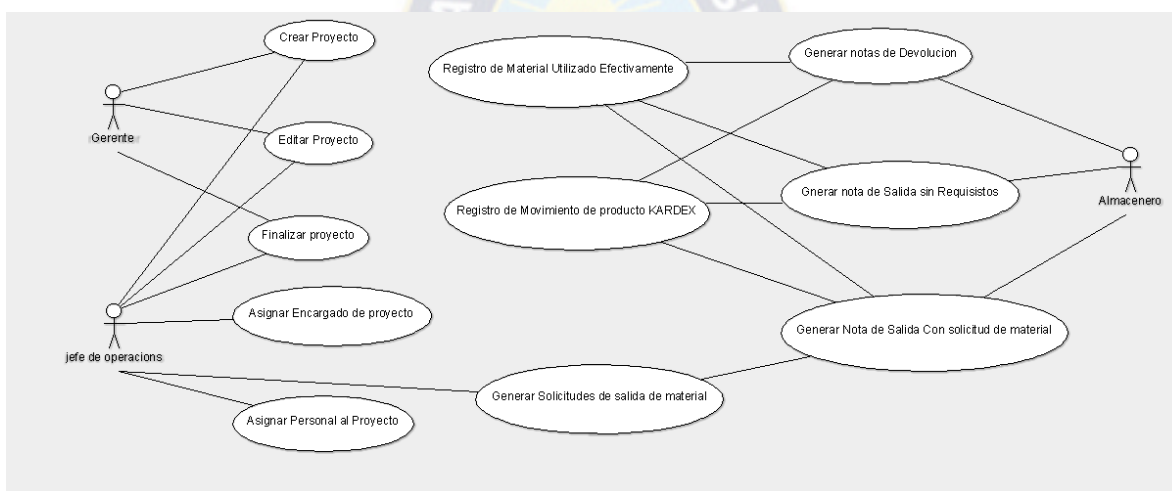 Crear Proyecto
Generar notas de Devolucion
Registro de Material Utilizado Efectivamente
Gerente
Editar Proyecto
Gnerar nota de Salida sin Requisistos
Almacenero
Registro de Movimiento de producto KARDEX
Finalizar proyecto
Asignar Encargado de proyecto
Generar Nota de Salida Con solicitud de material
jefe de operacions
Generar Solicitudes de salida de material
Asignar Personal al Proyecto